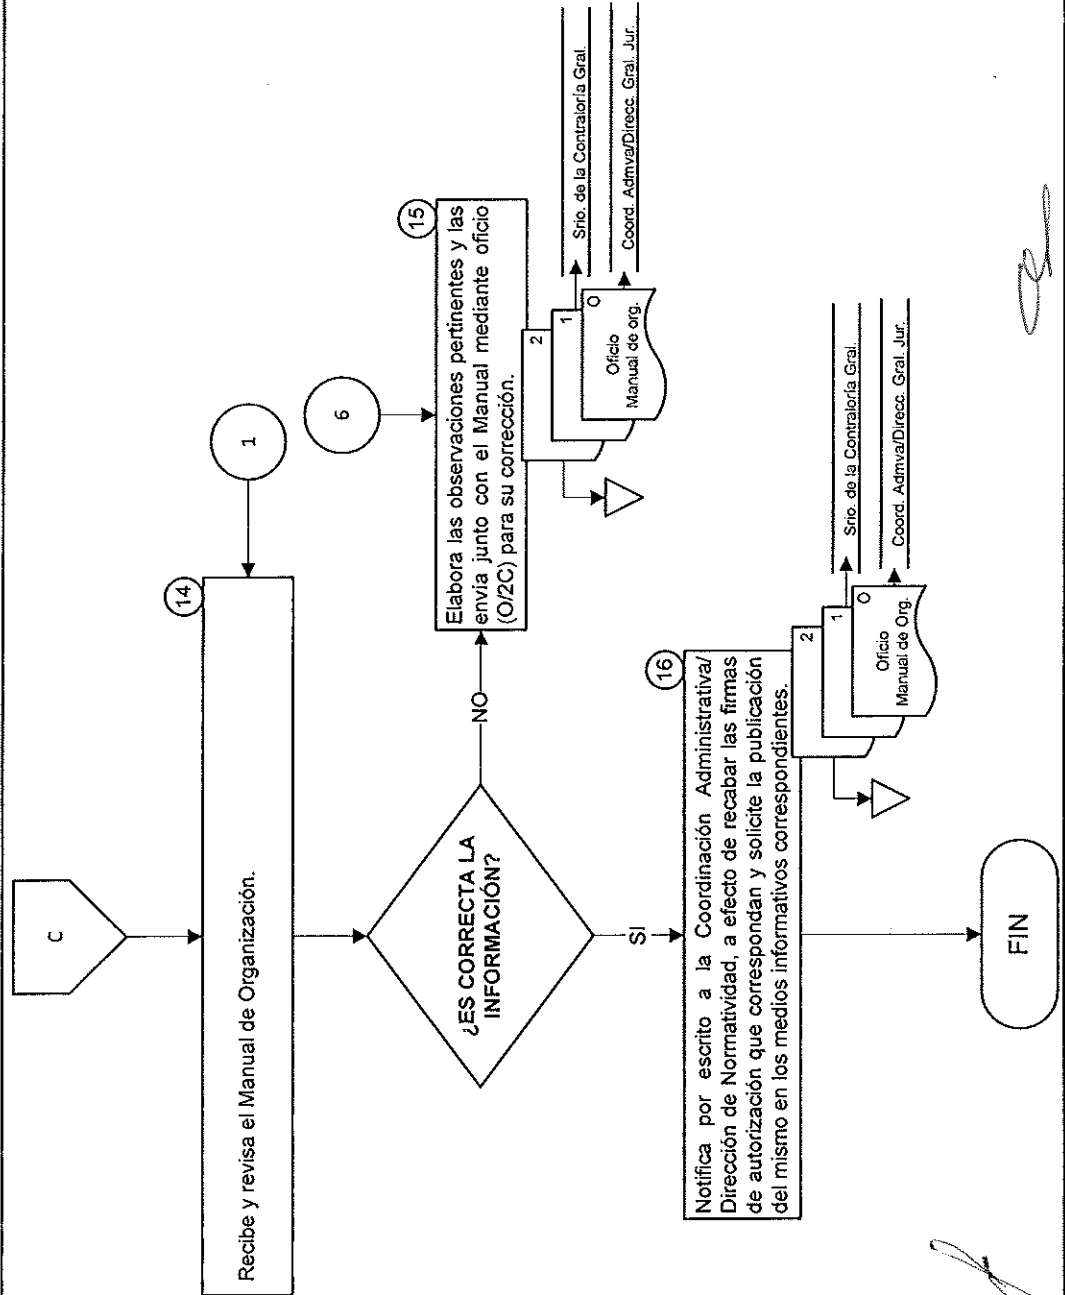 C
14
1
Recibe y revisa el Manual de Organización.
6
¿ES CORRECTA LA
INFORMACIÓN?
NO
15
Elabora las observaciones pertinentes y las
envía junto con el Manual mediante oficio
(O/2C) para su corrección.
2
1
O
Oficio
Manual de org.
Srio. de la Contraloría Gral.
Coord. Admva/Direcc. Gral. Jur.
SI
16
Notifica por escrito a la Coordinación Administrativa/
Dirección de Normatividad, a efecto de recabar las firmas
de autorización que correspondan y solicite la publicación
del mismo en los medios informativos correspondientes.
2
1
O
Oficio
Manual de Org.
Srio. de la Contraloría Gral.
Coord. Admva/Direcc. Gral. Jur.
FIN